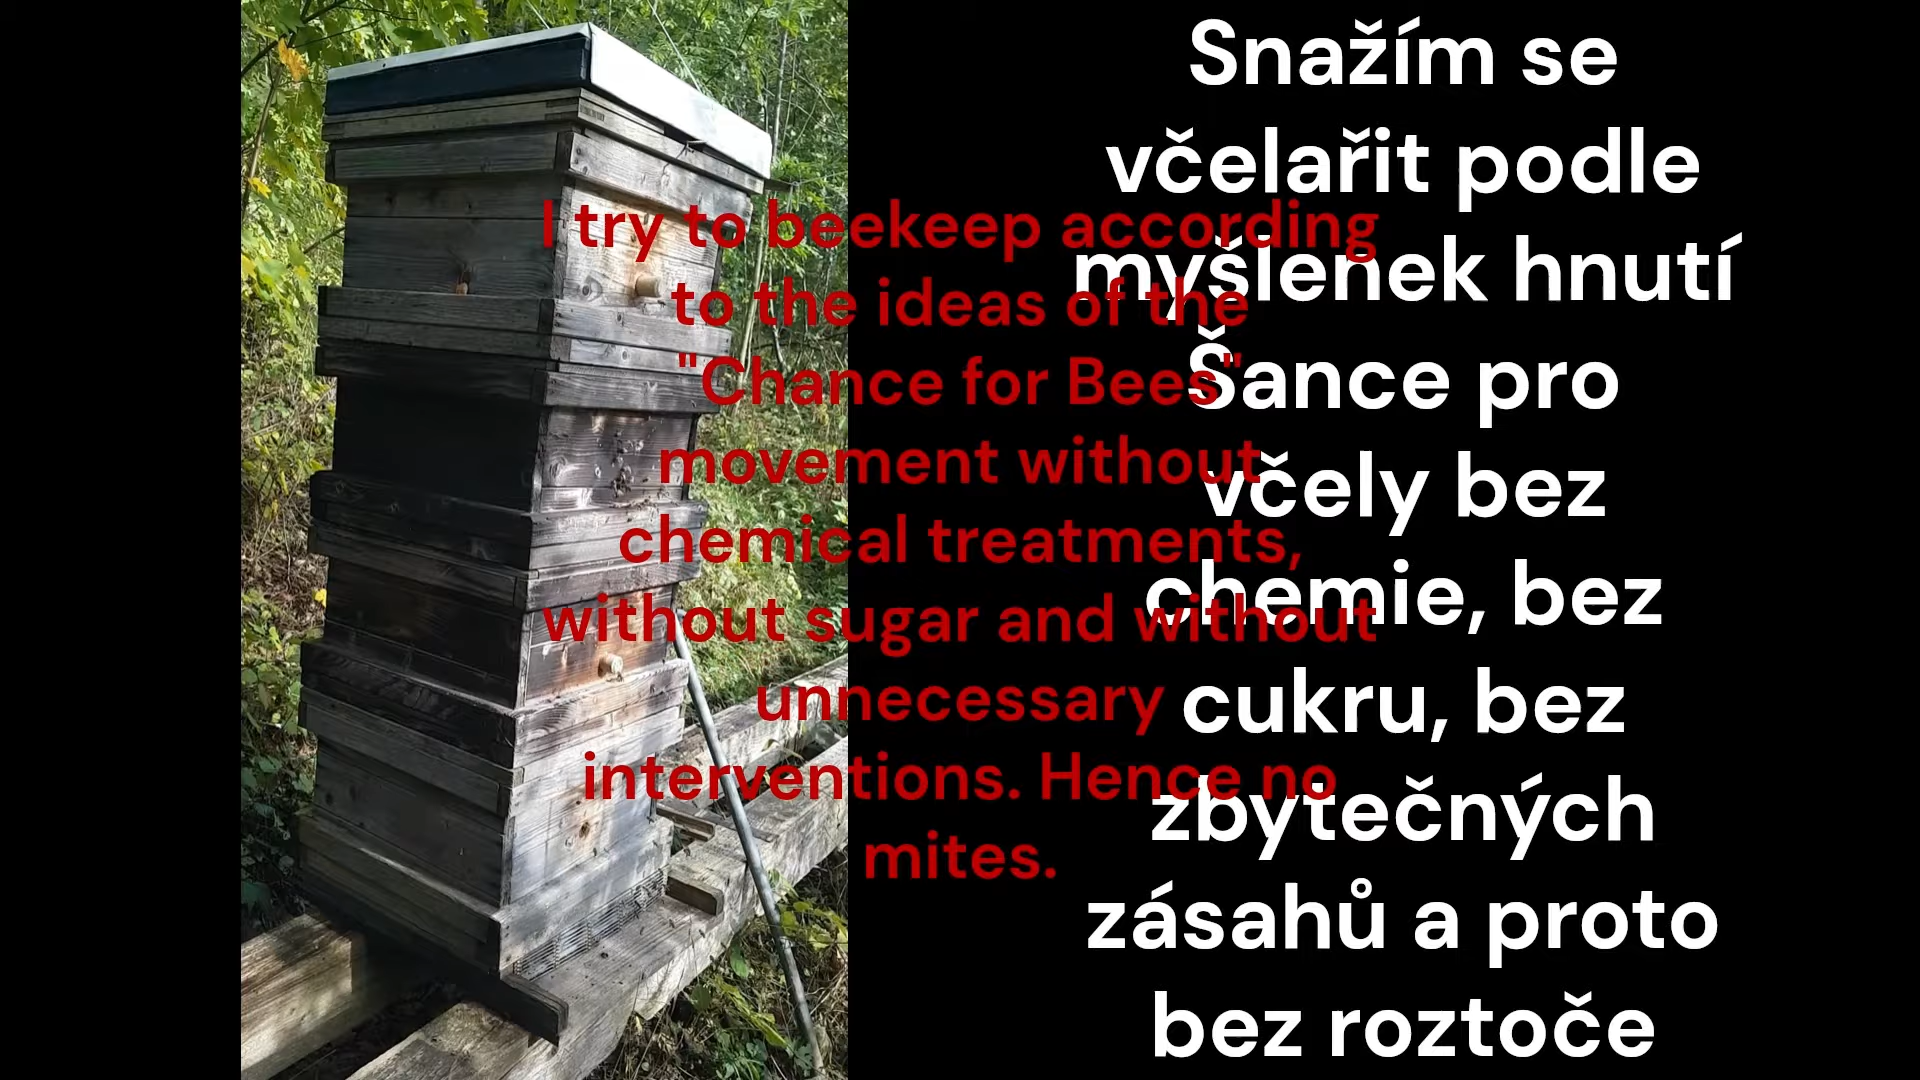 Snažím se
včelařit podle
myšlenek hnutí
Šance pro
včely bez
chemie, bez
cukru, bez
zbytečných
zásahů a proto
bez roztoče
I try to beekeep according
to the ideas of the
"Chance for Bees"
movement without
chemical treatments,
without sugar and without
unnecessary
interventions. Hence no
mites.